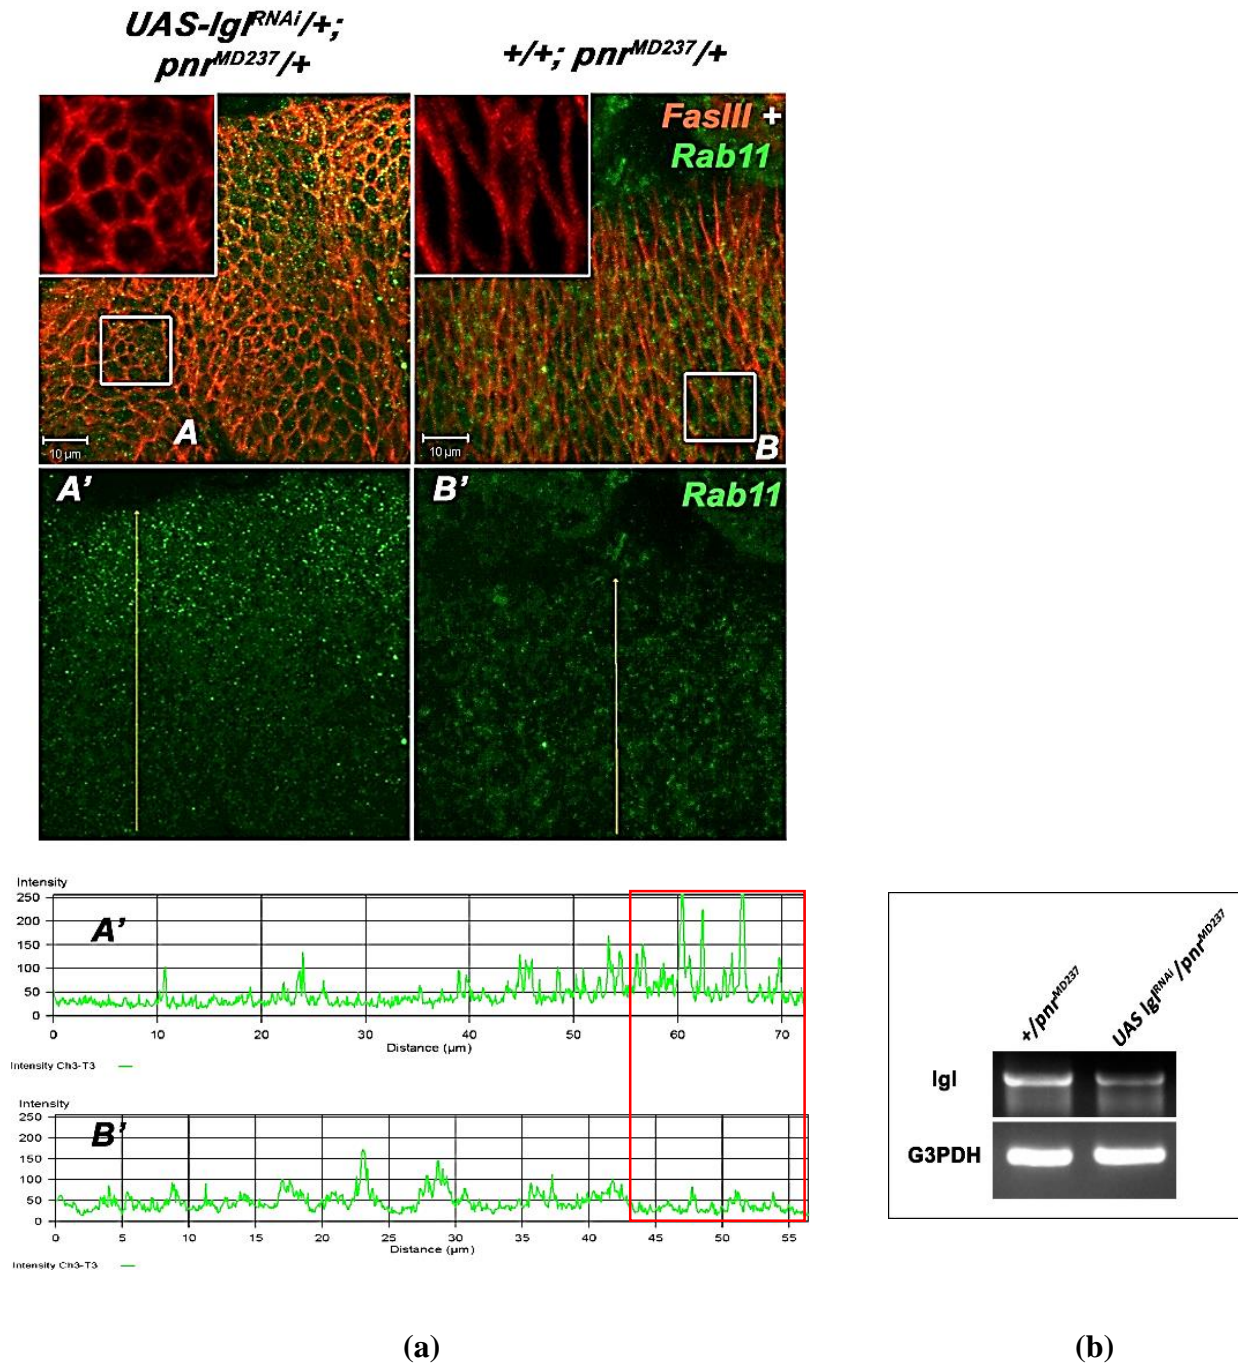 UAS-lgl^RNAi/+;
pnr^MD237/+
+/+; pnr^MD237/+
FasIII +
Rab11
A
10 µm
B
10 µm
A'
B'
Rab11
Intensity
250
200
150
100
50
0
A'
0 10 20 30 40 50 60 70
Distance (µm)
Intensity Ch3-T3
Intensity
250
200
150
100
50
0
B'
0 5 10 15 20 25 30 35 40 45 50 55
Distance (µm)
Intensity Ch3-T3
+/pnr^MD237
UAS lgl^RNAi/pnr^MD237
lgl
G3PDH
(a)
(b)